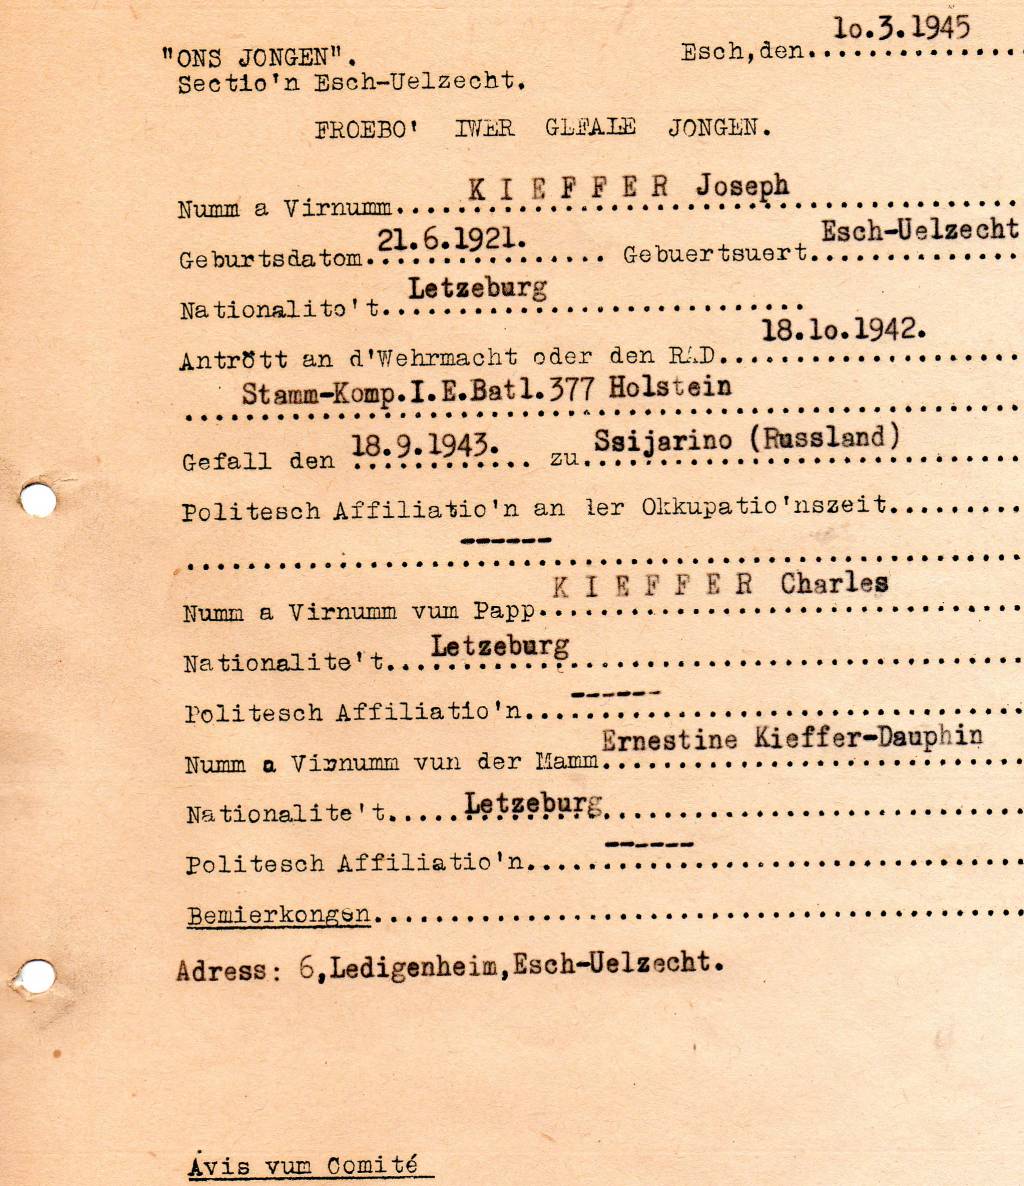 lo.3.1945
"ONS JONGEN". Esch,den..............
Sectio'n Esch-Uelzecht.
FROEBO' IWER GLFALE JONGEN.
K I E F F E R Joseph
Numm a Virnumm..........................................
21.6.1921. Esch-Uelzecht
Geburtsdatom................ Gebuertsuert..............
Letzeburg
Nationalito't............................
18.lo.1942.
Antrött an d'Wehrmacht oder den RAD....................
Stamm-Komp.I.E.Batl.377 Holstein
.......................................................
18.9.1943. Ssijarino (Russland)
Gefall den ............ zu.............................
Politesch Affiliatio'n an der Okkupatio'nszeit.........
------
.......................................................
K I E F F E R Charles
Numm a Virnumm vum Papp................................
Letzeburg
Nationalite't..........................................
------
Politesch Affiliatio'n.................................
Ernestine Kieffer-Dauphin
Numm a Virnumm vun der Mamm............................
Letzeburg
Nationalite't..........................................
------
Politesch Affiliatio'n.................................
Bemierkongen...........................................
Adress: 6,Ledigenheim,Esch-Uelzecht.
Avis vum Comité